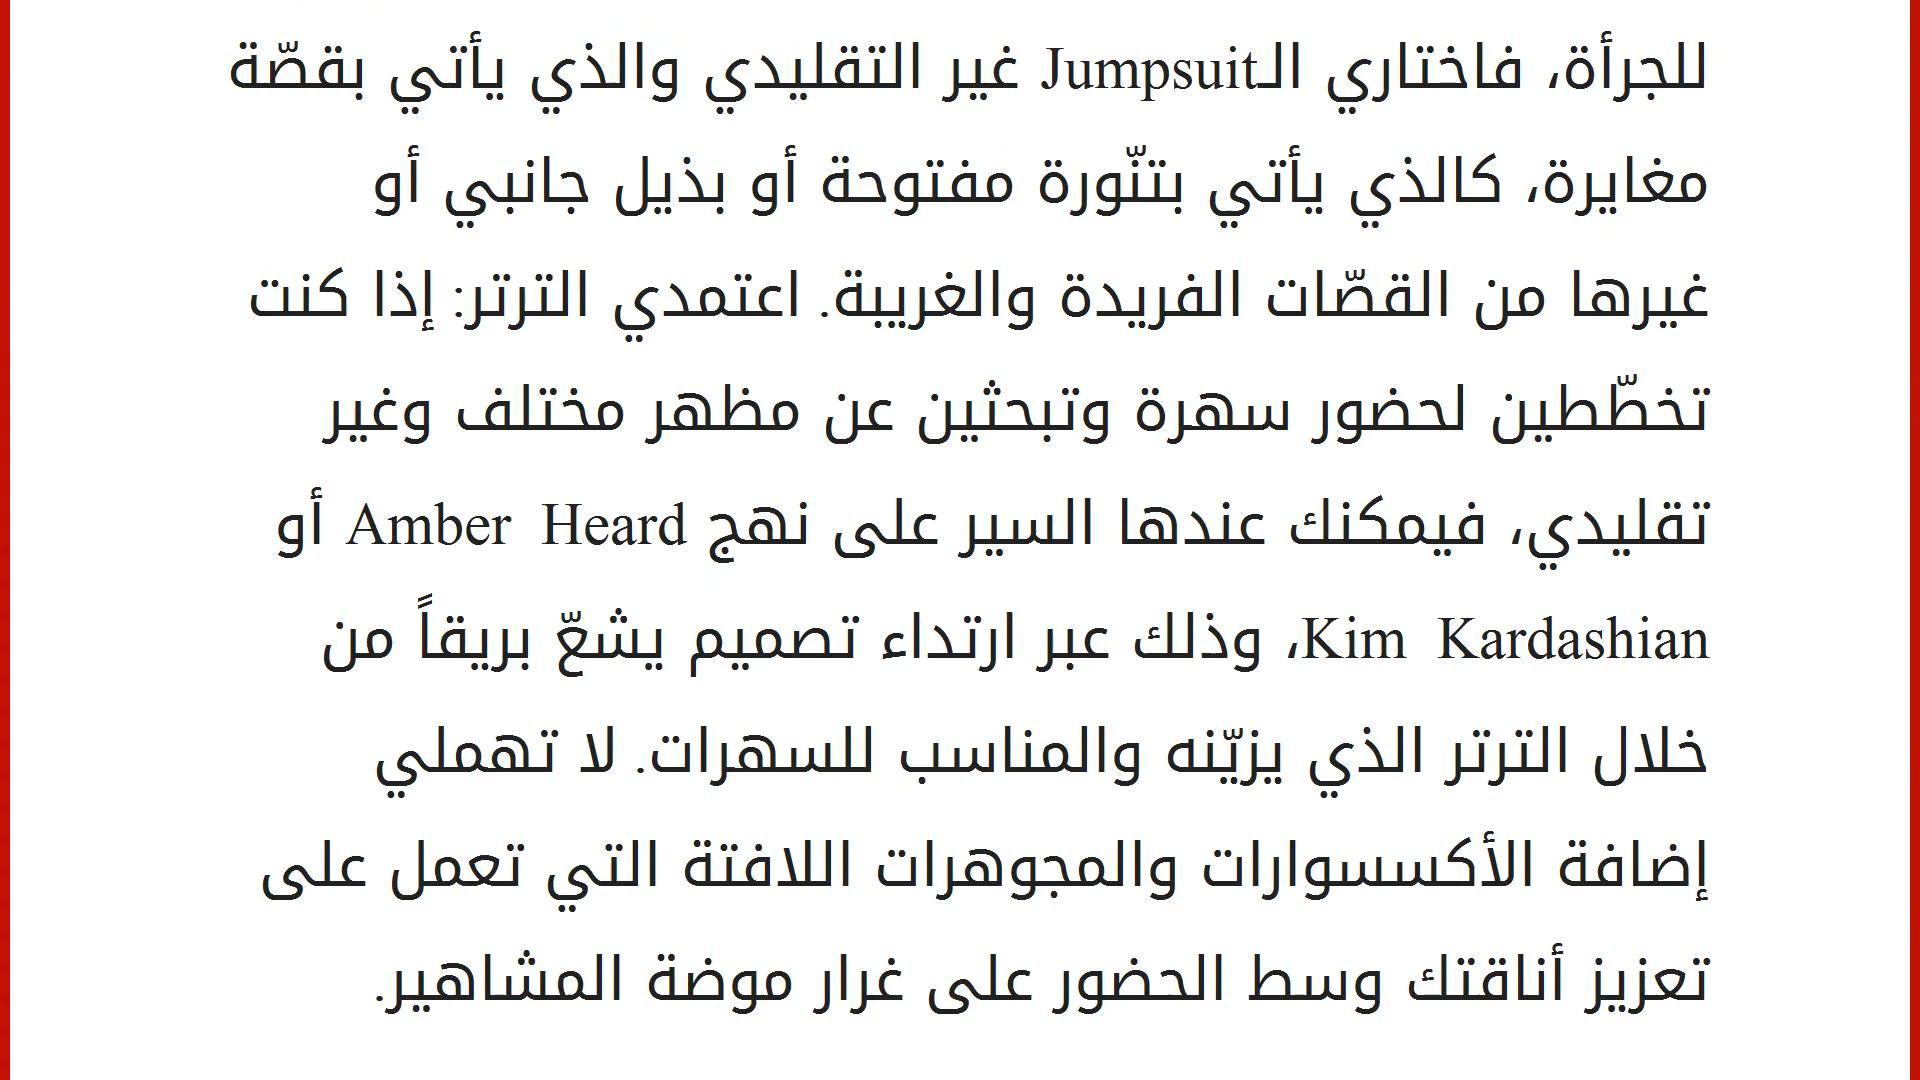 للجرأة، فاختاري الـJumpsuit غير التقليدي والذي يأتي بقصّة
مغايرة، كالذي يأتي بتنّورة مفتوحة أو بذيل جانبي أو
غيرها من القصّات الفريدة والغريبة. اعتمدي الترتر: إذا كنت
تخطّطين لحضور سهرة وتبحثين عن مظهر مختلف وغير
تقليدي، فيمكنك عندها السير على نهج Amber Heard أو
Kim Kardashian، وذلك عبر ارتداء تصميم يشعّ بريقاً من
خلال الترتر الذي يزيّنه والمناسب للسهرات. لا تهملي
إضافة الأكسسوارات والمجوهرات اللافتة التي تعمل على
تعزيز أناقتك وسط الحضور على غرار موضة المشاهير.